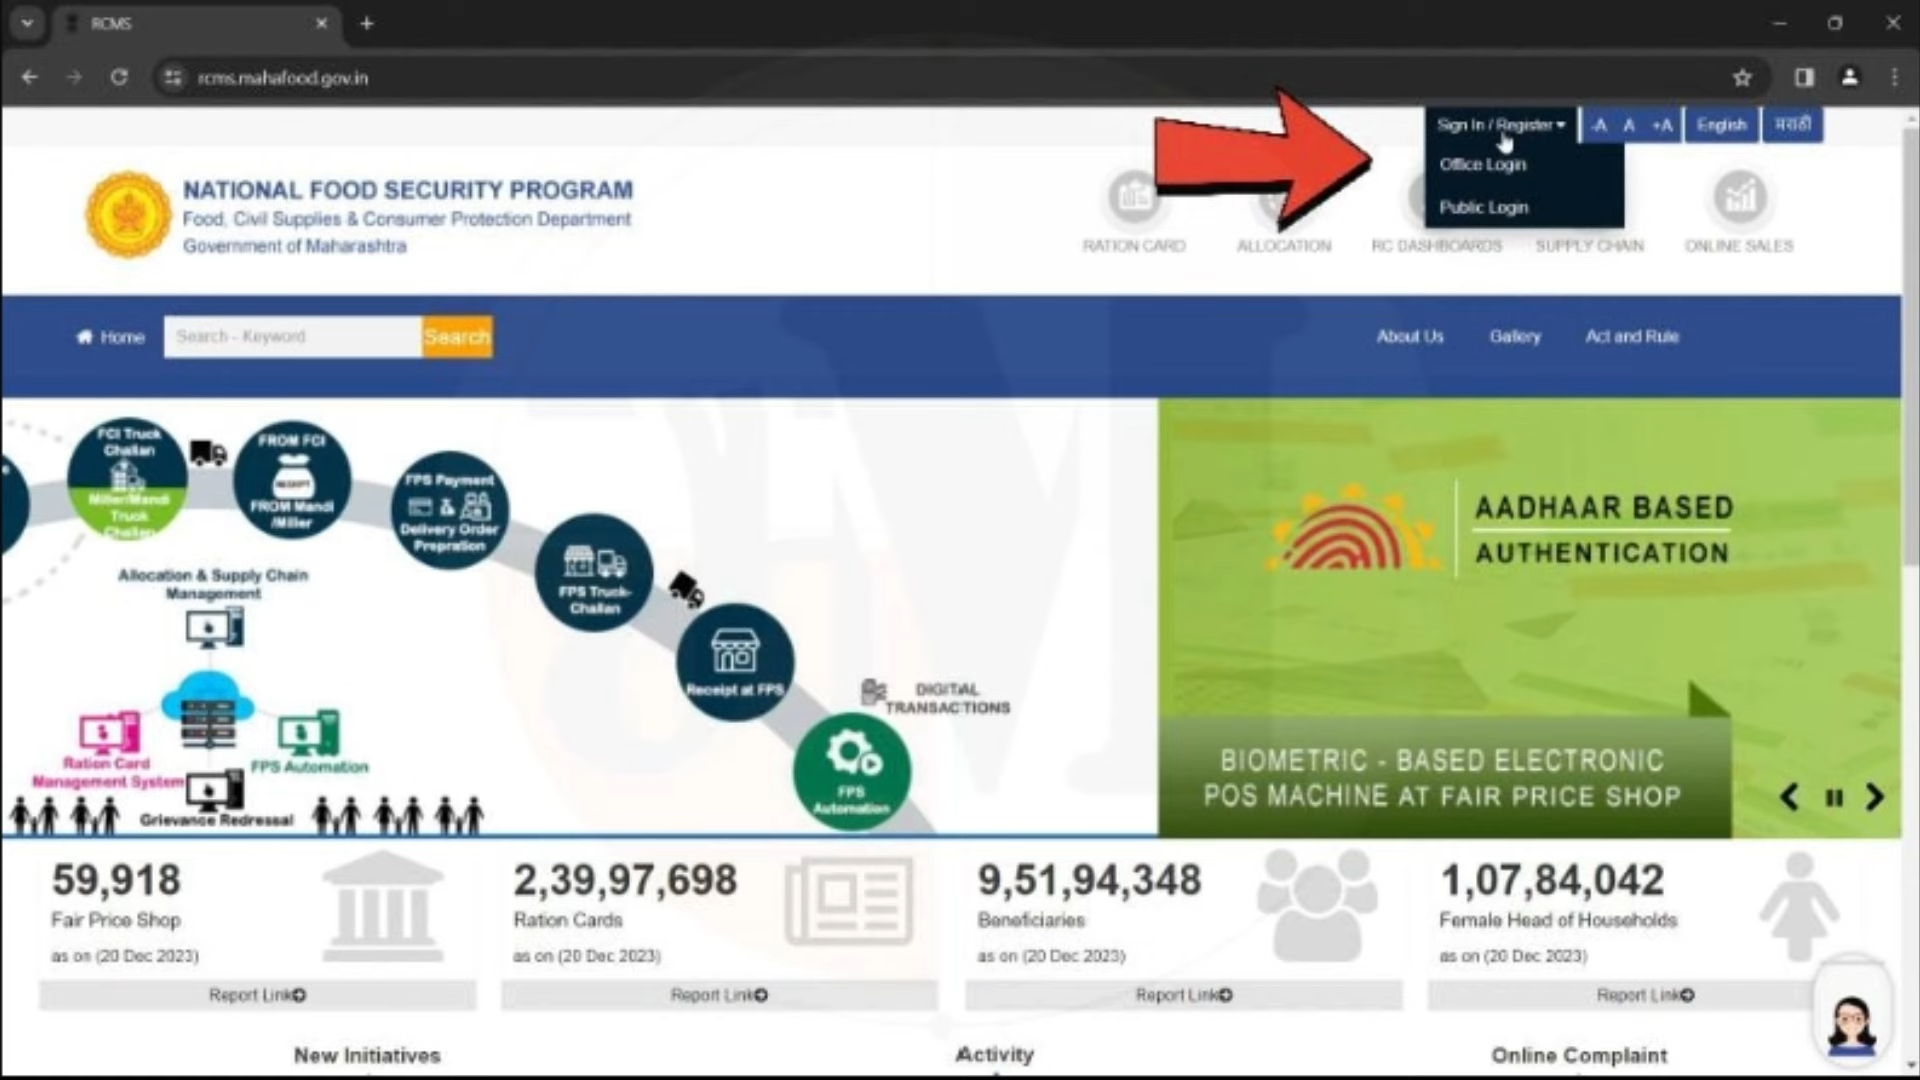 RCMS
rcms.mahafood.gov.in
Sign In / Register
-A A +A English मराठी
Office Login
Public Login
NATIONAL FOOD SECURITY PROGRAM
Food, Civil Supplies & Consumer Protection Department
Government of Maharashtra
RATION CARD ALLOCATION RC DASHBOARDS SUPPLY CHAIN ONLINE SALES
Home Search - Keyword Search About Us Gallery Act and Rule
FCI Truck
Challan
Miller/Mandi
Truck
Challan
FROM FCI
RECEIPT
FROM Mandi
/Miller
FPS Payment
Delivery Order
Prepration
FPS Truck-
Challan
Receipt at FPS
DIGITAL
TRANSACTIONS
FPS
Automation
Allocation & Supply Chain
Management
Ration Card
Management System
FPS Automation
Grievance Redressal
AADHAAR BASED
AUTHENTICATION
BIOMETRIC - BASED ELECTRONIC
POS MACHINE AT FAIR PRICE SHOP
59,918
Fair Price Shop
as on (20 Dec 2023)
Report Link
2,39,97,698
Ration Cards
as on (20 Dec 2023)
Report Link
9,51,94,348
Beneficiaries
as on (20 Dec 2023)
Report Link
1,07,84,042
Female Head of Households
as on (20 Dec 2023)
Report Link
New Initiatives Activity Online Complaint